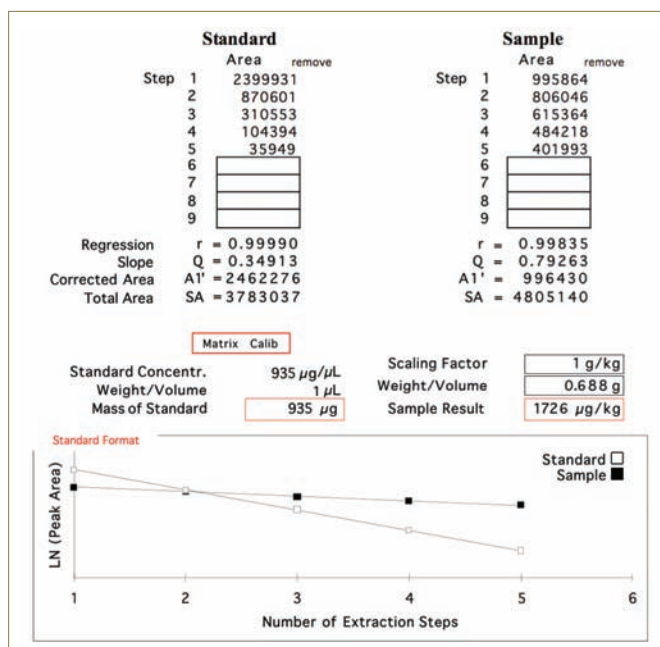 Standard Sample
Area remove Area remove
Step 1 2399931 Step 1 995864
2 870601 2 806046
3 310553 3 615364
4 104394 4 484218
5 35949 5 401993
6 6
7 7
8 8
9 9
Regression r = 0.99990 r = 0.99835
Slope Q = 0.34913 Q = 0.79263
Corrected Area A1' = 2462276 A1' = 996430
Total Area SA = 3783037 SA = 4805140
Matrix Calib
Standard Concentr. 935 µg/µL Scaling Factor 1 g/kg
Weight/Volume 1 µL Weight/Volume 0.688 g
Mass of Standard 935 µg Sample Result 1726 µg/kg
Standard Format
Standard
Sample
LN (Peak Area)
1 2 3 4 5 6
Number of Extraction Steps